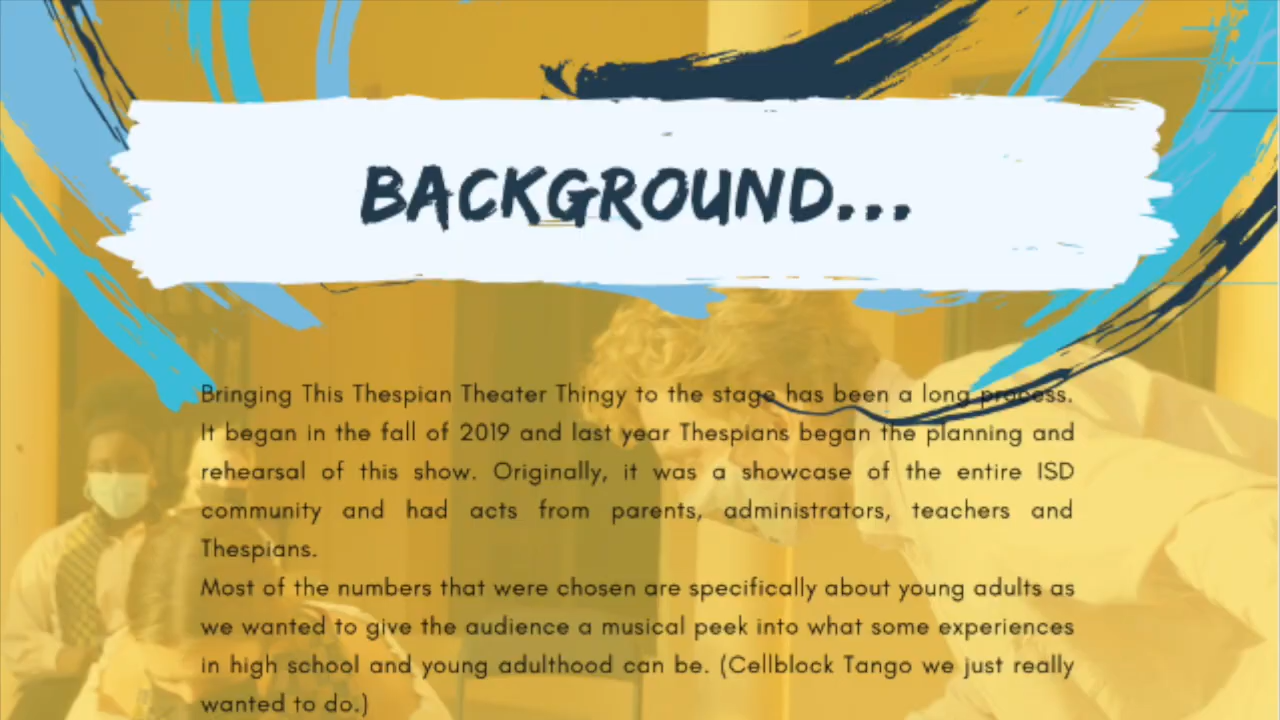 BACKGROUND...
Bringing This Thespian Theater Thingy to the stage has been a long process.
It began in the fall of 2019 and last year Thespians began the planning and
rehearsal of this show. Originally, it was a showcase of the entire ISD
community and had acts from parents, administrators, teachers and
Thespians.
Most of the numbers that were chosen are specifically about young adults as
we wanted to give the audience a musical peek into what some experiences
in high school and young adulthood can be. (Cellblock Tango we just really
wanted to do.)